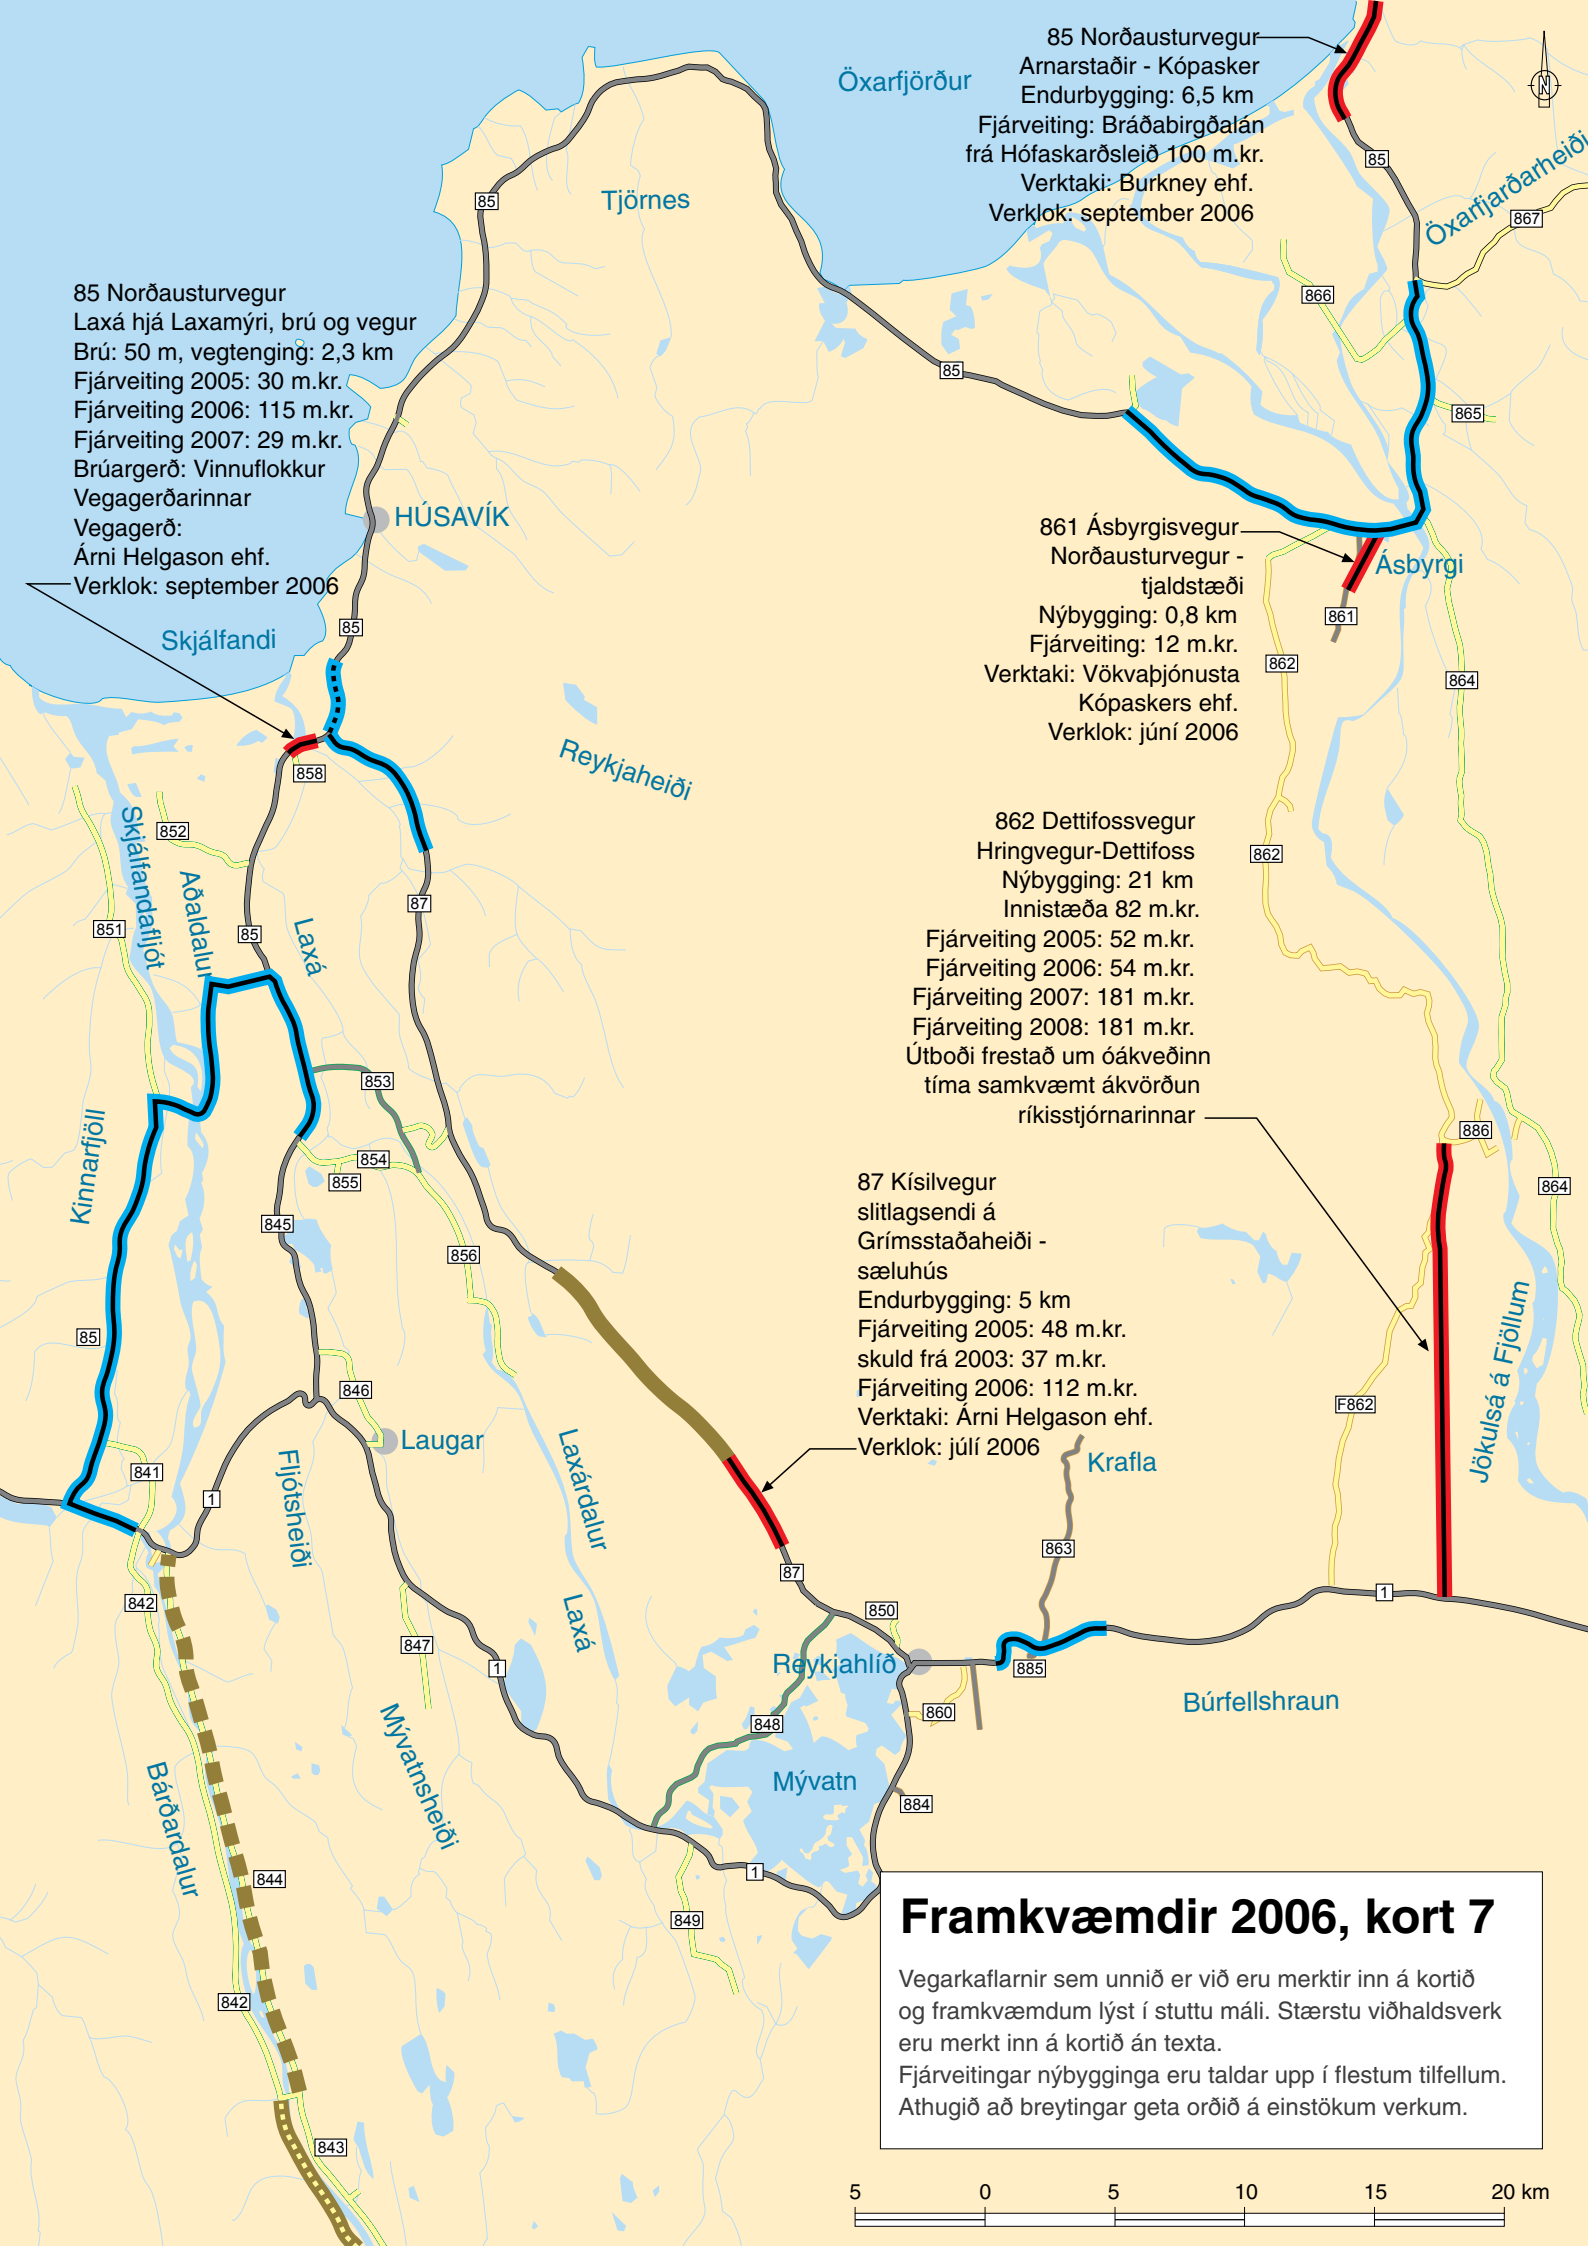 85 Norðausturvegur
Arnarstaðir - Kópasker
Endurbygging: 6,5 km
Fjárveiting: Bráðabirgðalán
frá Hófaskarðsleið 100 m.kr.
Verktaki: Burkney ehf.
Verklok: september 2006
N
Öxarfjörður
Tjörnes
Öxarfjarðarheiði
85
85
867
866
85
865
85 Norðausturvegur
Laxá hjá Laxamýri, brú og vegur
Brú: 50 m, vegtenging: 2,3 km
Fjárveiting 2005: 30 m.kr.
Fjárveiting 2006: 115 m.kr.
Fjárveiting 2007: 29 m.kr.
Brúargerð: Vinnuflokkur
Vegagerðarinnar
Vegagerð:
Árni Helgason ehf.
Verklok: september 2006
HÚSAVÍK
Skjálfandi
85
861 Ásbyrgisvegur
Norðausturvegur -
tjaldstæði
Nýbygging: 0,8 km
Fjárveiting: 12 m.kr.
Verktaki: Vökvaþjónusta
Kópaskers ehf.
Verklok: júní 2006
Ásbyrgi
861
862
864
Reykjaheiði
858
852
Skjálfandafljót
Aðaldalur
851
85
Laxá
87
862 Dettifossvegur
Hringvegur-Dettifoss
Nýbygging: 21 km
Innistæða 82 m.kr.
Fjárveiting 2005: 52 m.kr.
Fjárveiting 2006: 54 m.kr.
Fjárveiting 2007: 181 m.kr.
Fjárveiting 2008: 181 m.kr.
Útboði frestað um óákveðinn
tíma samkvæmt ákvörðun
ríkisstjórnarinnar
862
853
854
855
Kinnarfjöll
845
856
886
864
87 Kísilvegur
slitlagsendi á
Grímsstaðaheiði -
sæluhús
Endurbygging: 5 km
Fjárveiting 2005: 48 m.kr.
skuld frá 2003: 37 m.kr.
Fjárveiting 2006: 112 m.kr.
Verktaki: Árni Helgason ehf.
Verklok: júlí 2006
85
846
Laugar
F862
Jökulsá á Fjöllum
Krafla
841
1
Fljótsheiði
Laxárdalur
863
87
1
842
850
Laxá
847
1
Reykjahlíð
885
Búrfellshraun
860
848
Mývatnsheiði
Mývatn
Bárðardalur
884
844
1
849
842
843
Framkvæmdir 2006, kort 7
Vegarkaflarnir sem unnið er við eru merktir inn á kortið
og framkvæmdum lýst í stuttu máli. Stærstu viðhaldsverk
eru merkt inn á kortið án texta.
Fjárveitingar nýbygginga eru taldar upp í flestum tilfellum.
Athugið að breytingar geta orðið á einstökum verkum.
5 0 5 10 15 20 km